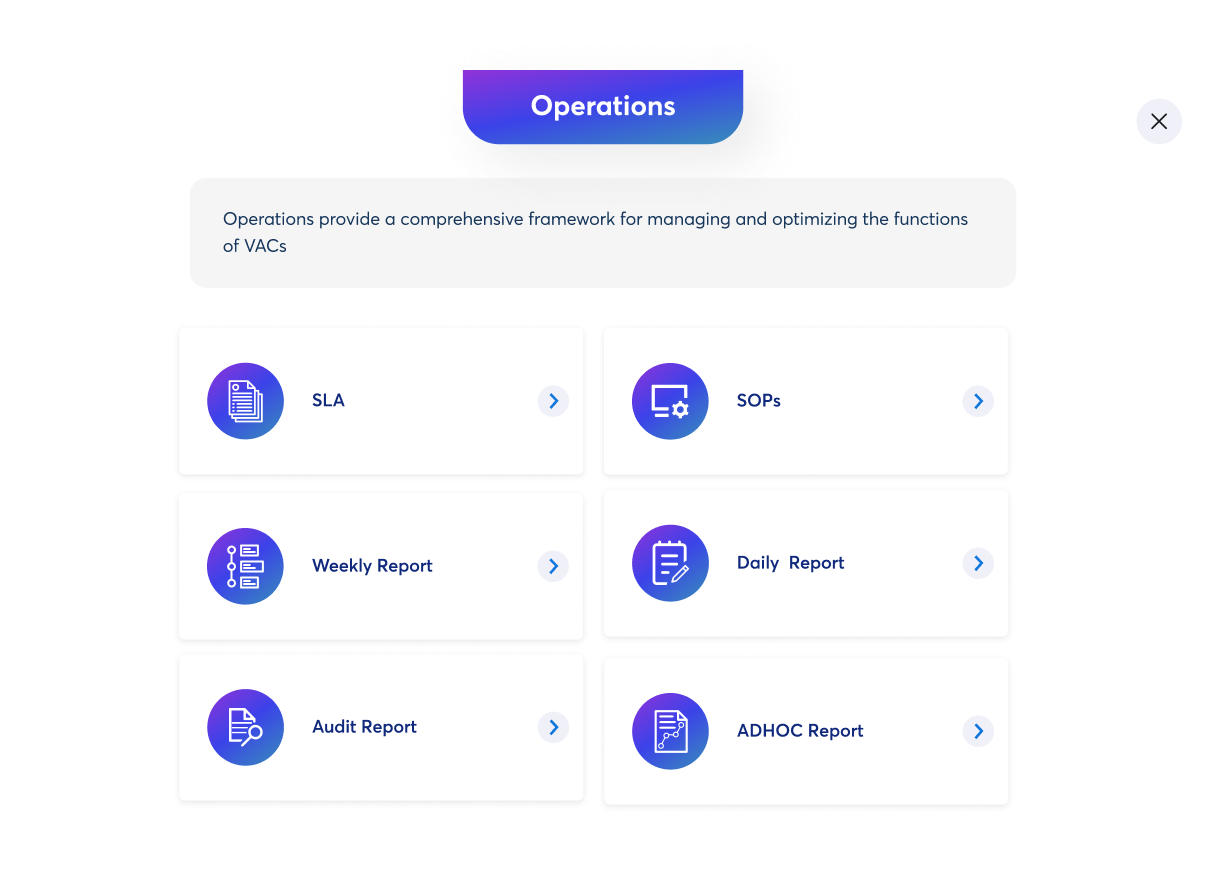 Operations
Operations provide a comprehensive framework for managing and optimizing the functions
of VACs
SLA
SOPs
Weekly Report
Daily  Report
Audit Report
ADHOC Report